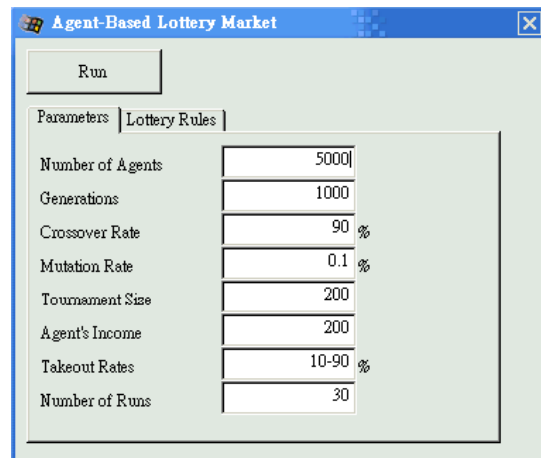 Agent-Based Lottery Market
Run
Parameters Lottery Rules
Number of Agents 5000
Generations 1000
Crossover Rate 90 %
Mutation Rate 0.1 %
Tournament Size 200
Agent's Income 200
Takeout Rates 10-90 %
Number of Runs 30